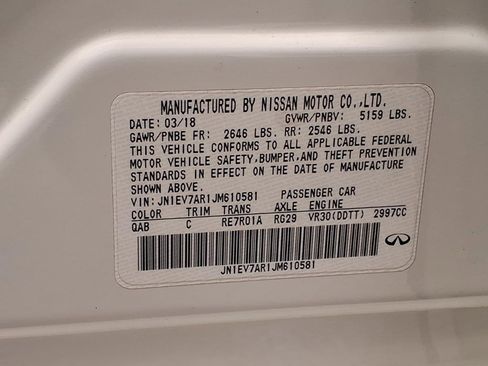 MANUFACTURED BY NISSAN MOTOR CO.,LTD.
DATE: 03/18 GVWR/PNBV: 5159 LBS.
GAWR/PNBE FR: 2646 LBS. RR: 2546 LBS.
THIS VEHICLE CONFORMS TO ALL APPLICABLE FEDERAL
MOTOR VEHICLE SAFETY,BUMPER,AND THEFT PREVENTION
STANDARDS IN EFFECT ON THE DATE OF MANUFACTURE
SHOWN ABOVE.
VIN: JN1EV7AR1JM610581 PASSENGER CAR
COLOR TRIM TRANS AXLE ENGINE
QAB C RE7R01A RG29 VR30(DDTT) 2997CC
JN1EV7AR1JM610581
INFINITI